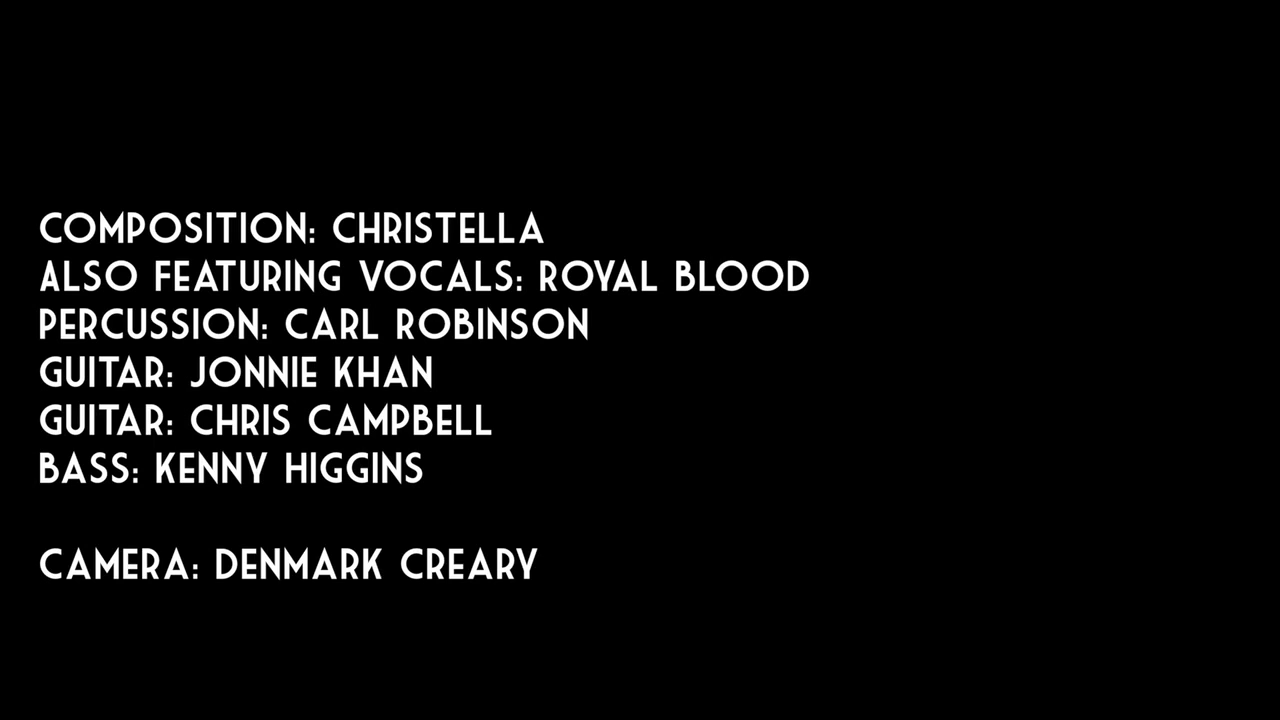 COMPOSITION: CHRISTELLA
ALSO FEATURING VOCALS: ROYAL BLOOD
PERCUSSION: CARL ROBINSON
GUITAR: JONNIE KHAN
GUITAR: CHRIS CAMPBELL
BASS: KENNY HIGGINS
CAMERA: DENMARK CREARY